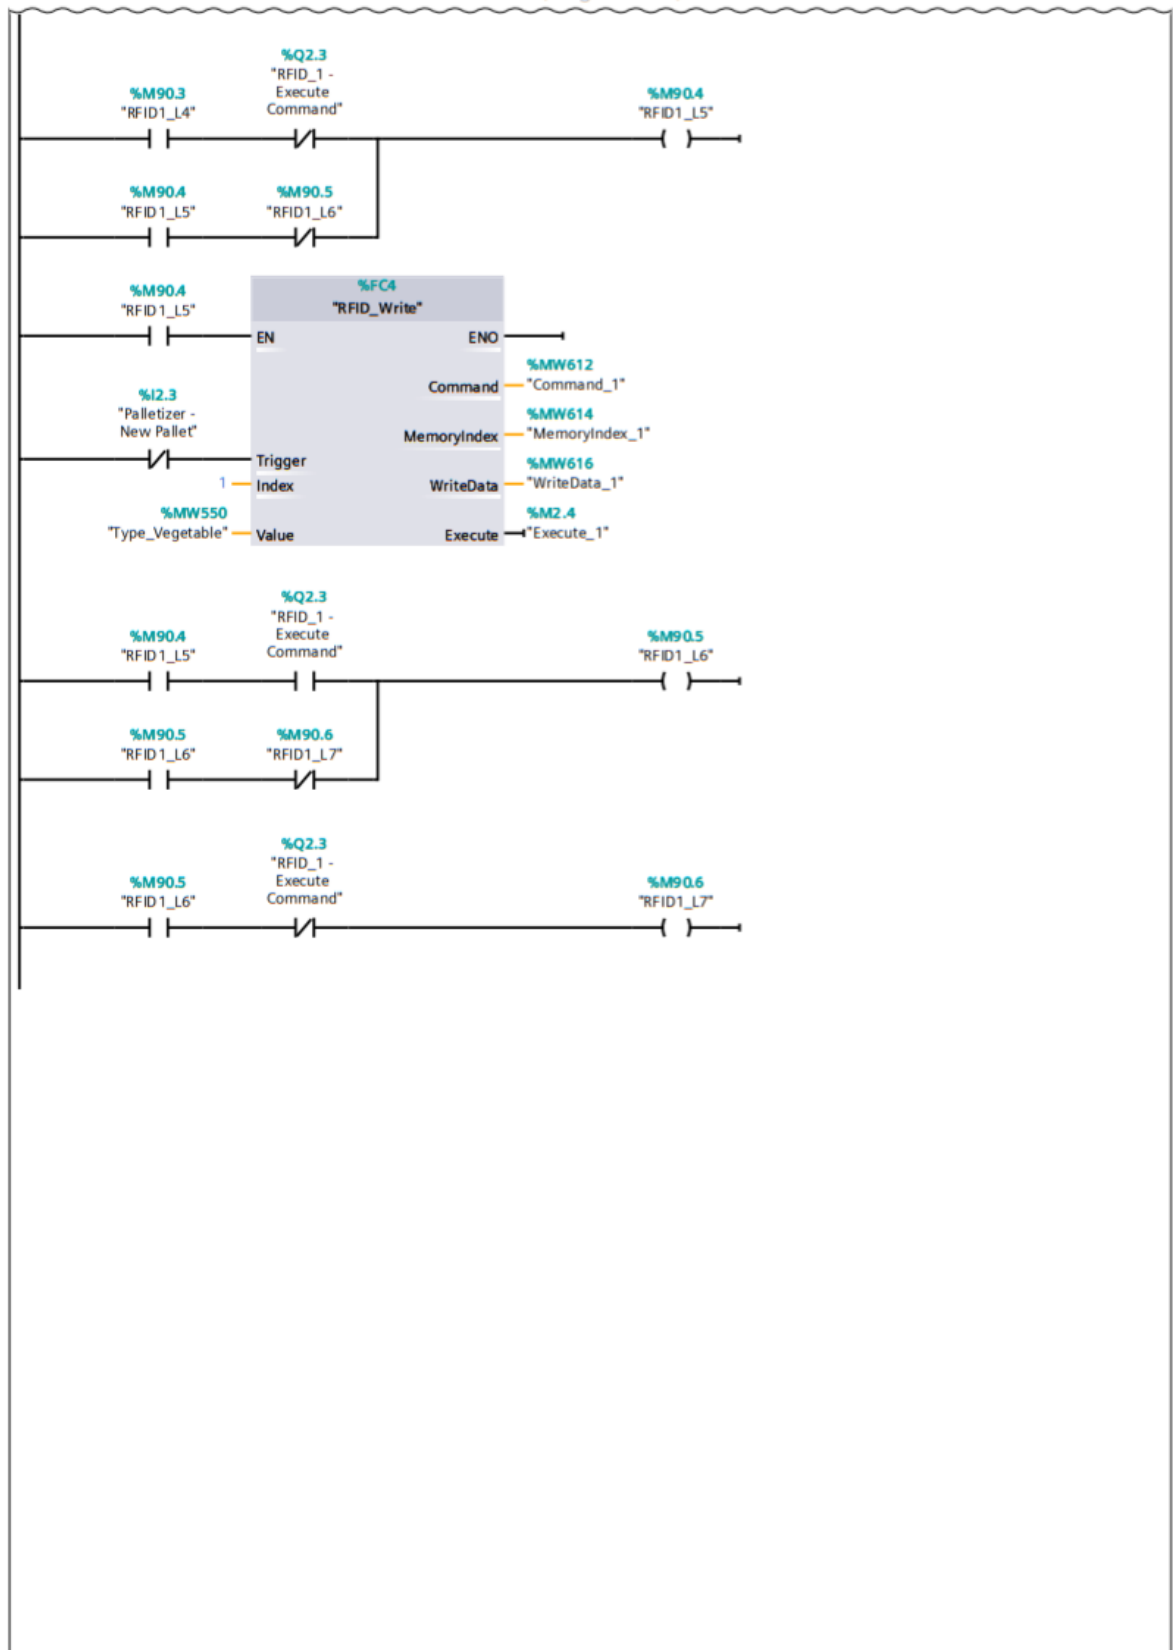 %Q2.3
"RFID_1 -
Execute
Command"
%M90.3
"RFID1_L4"
%M90.4
"RFID1_L5"
%M90.4
"RFID1_L5"
%M90.5
"RFID1_L6"
%M90.4
"RFID1_L5"
%FC4
"RFID_Write"
EN
ENO
%MW612
Command
"Command_1"
%I2.3
"Palletizer -
New Pallet"
%MW614
MemoryIndex
"MemoryIndex_1"
Trigger
%MW616
1
Index
WriteData
"WriteData_1"
%MW550
"Type_Vegetable"
Value
%M2.4
Execute
"Execute_1"
%Q2.3
"RFID_1 -
Execute
Command"
%M90.4
"RFID1_L5"
%M90.5
"RFID1_L6"
%M90.5
"RFID1_L6"
%M90.6
"RFID1_L7"
%Q2.3
"RFID_1 -
Execute
Command"
%M90.5
"RFID1_L6"
%M90.6
"RFID1_L7"